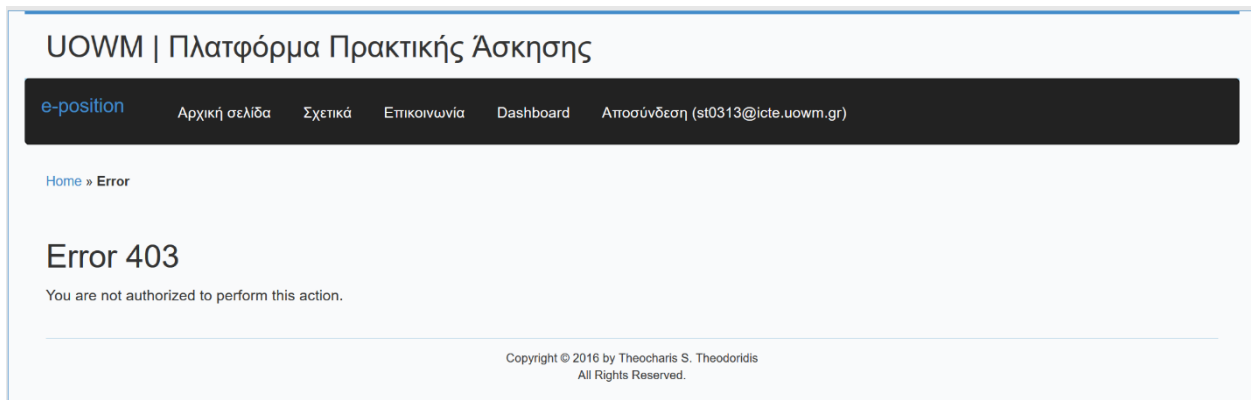 UOWM | Πλατφόρμα Πρακτικής Άσκησης
e-position Αρχική σελίδα Σχετικά Επικοινωνία Dashboard Αποσύνδεση (st0313@icte.uowm.gr)
Home » Error
Error 403
You are not authorized to perform this action.
Copyright © 2016 by Theocharis S. Theodoridis
All Rights Reserved.